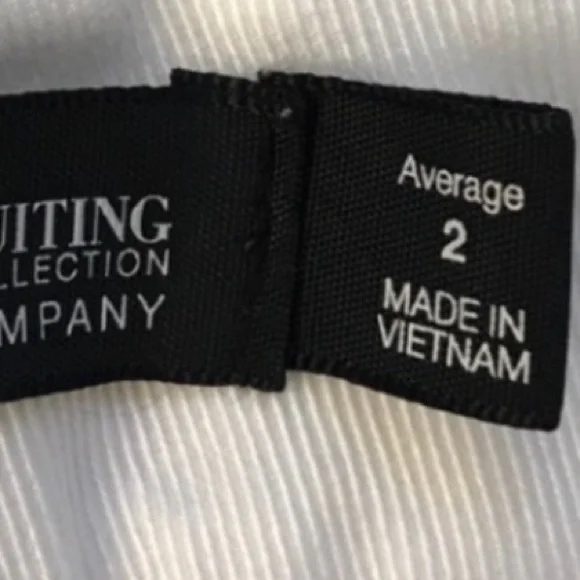 UITING
LLECTION
MPANY
Average
2
MADE IN
VIETNAM